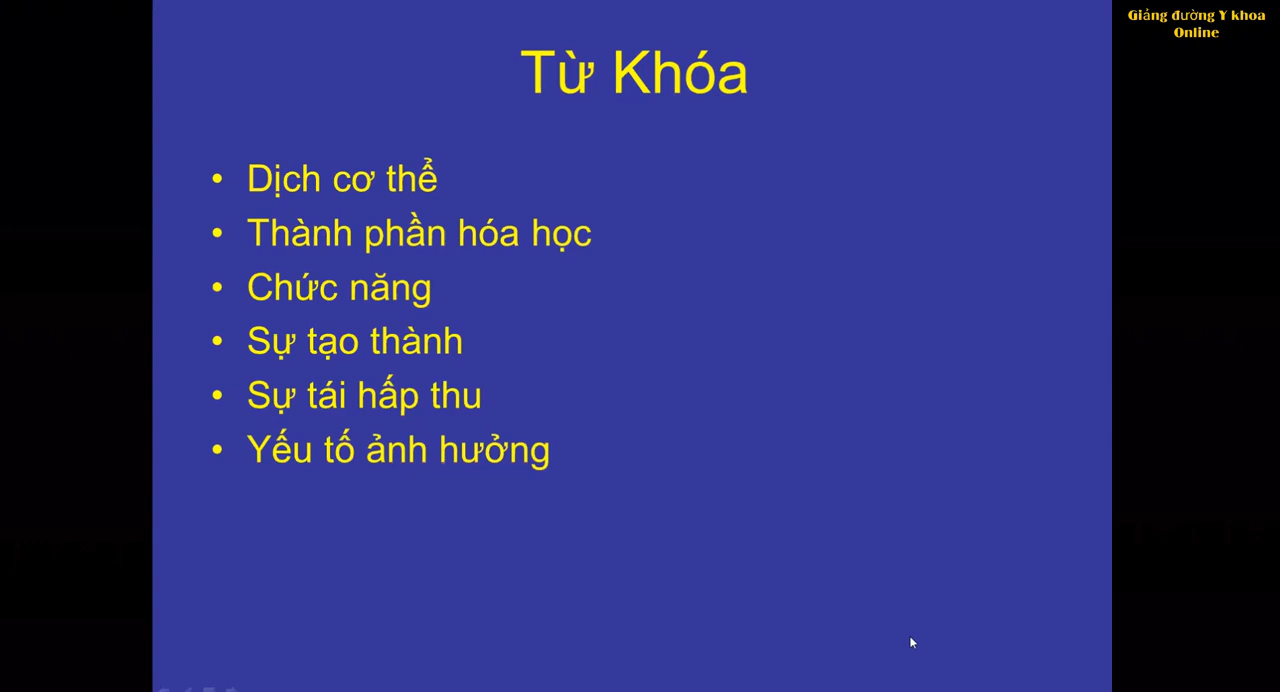 Giảng đường Y khoa
Online
Từ Khóa
• Dịch cơ thể
• Thành phần hóa học
• Chức năng
• Sự tạo thành
• Sự tái hấp thu
• Yếu tố ảnh hưởng